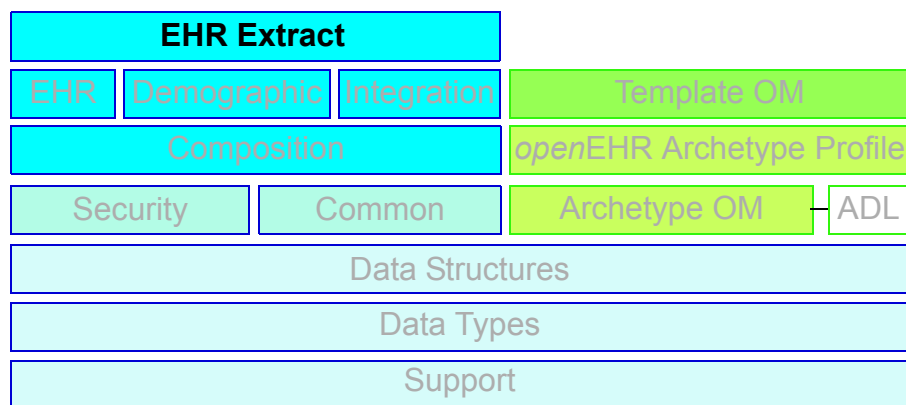 EHR Extract
EHR Demographic Integration Template OM
Composition openEHR Archetype Profile
Security Common Archetype OM ADL
Data Structures
Data Types
Support